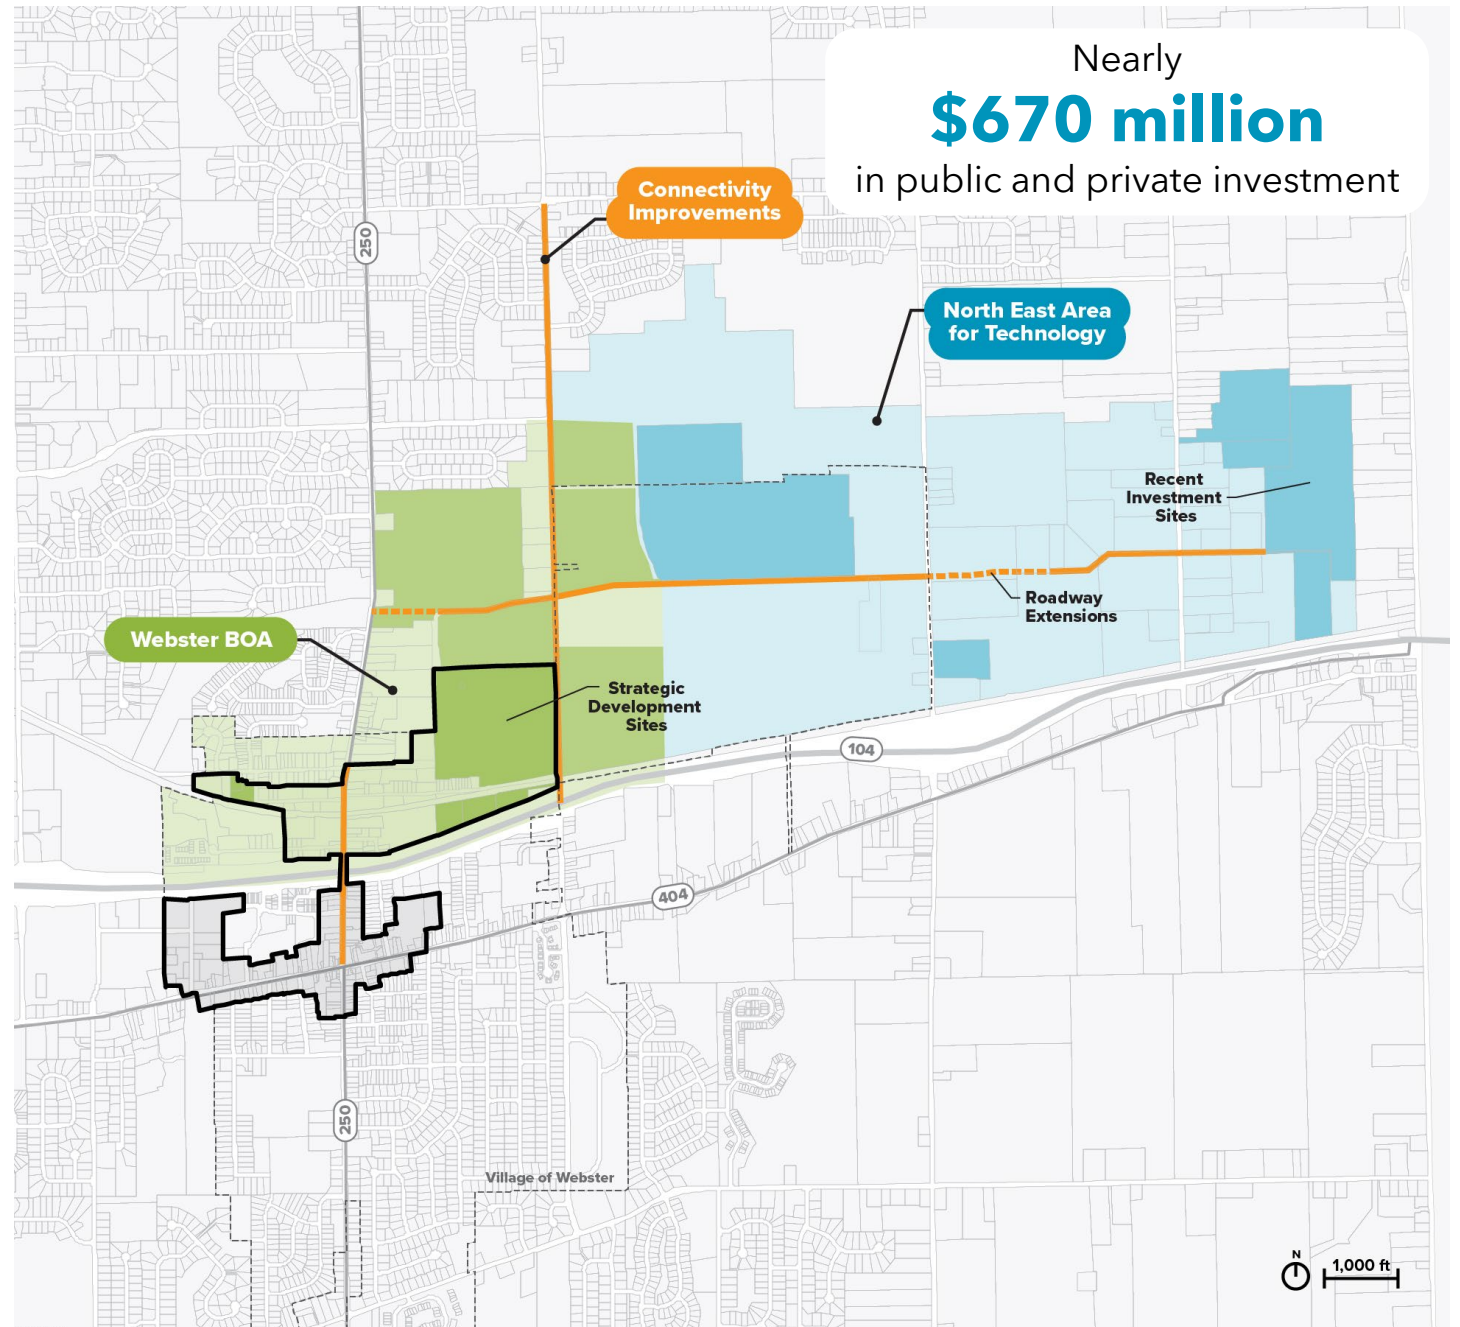 Nearly
$670 million
in public and private investment
Connectivity
Improvements
250
North East Area
for Technology
Recent
Investment
Sites
Roadway
Extensions
Webster BOA
Strategic
Development
Sites
104
404
250
Village of Webster
N
1,000 ft